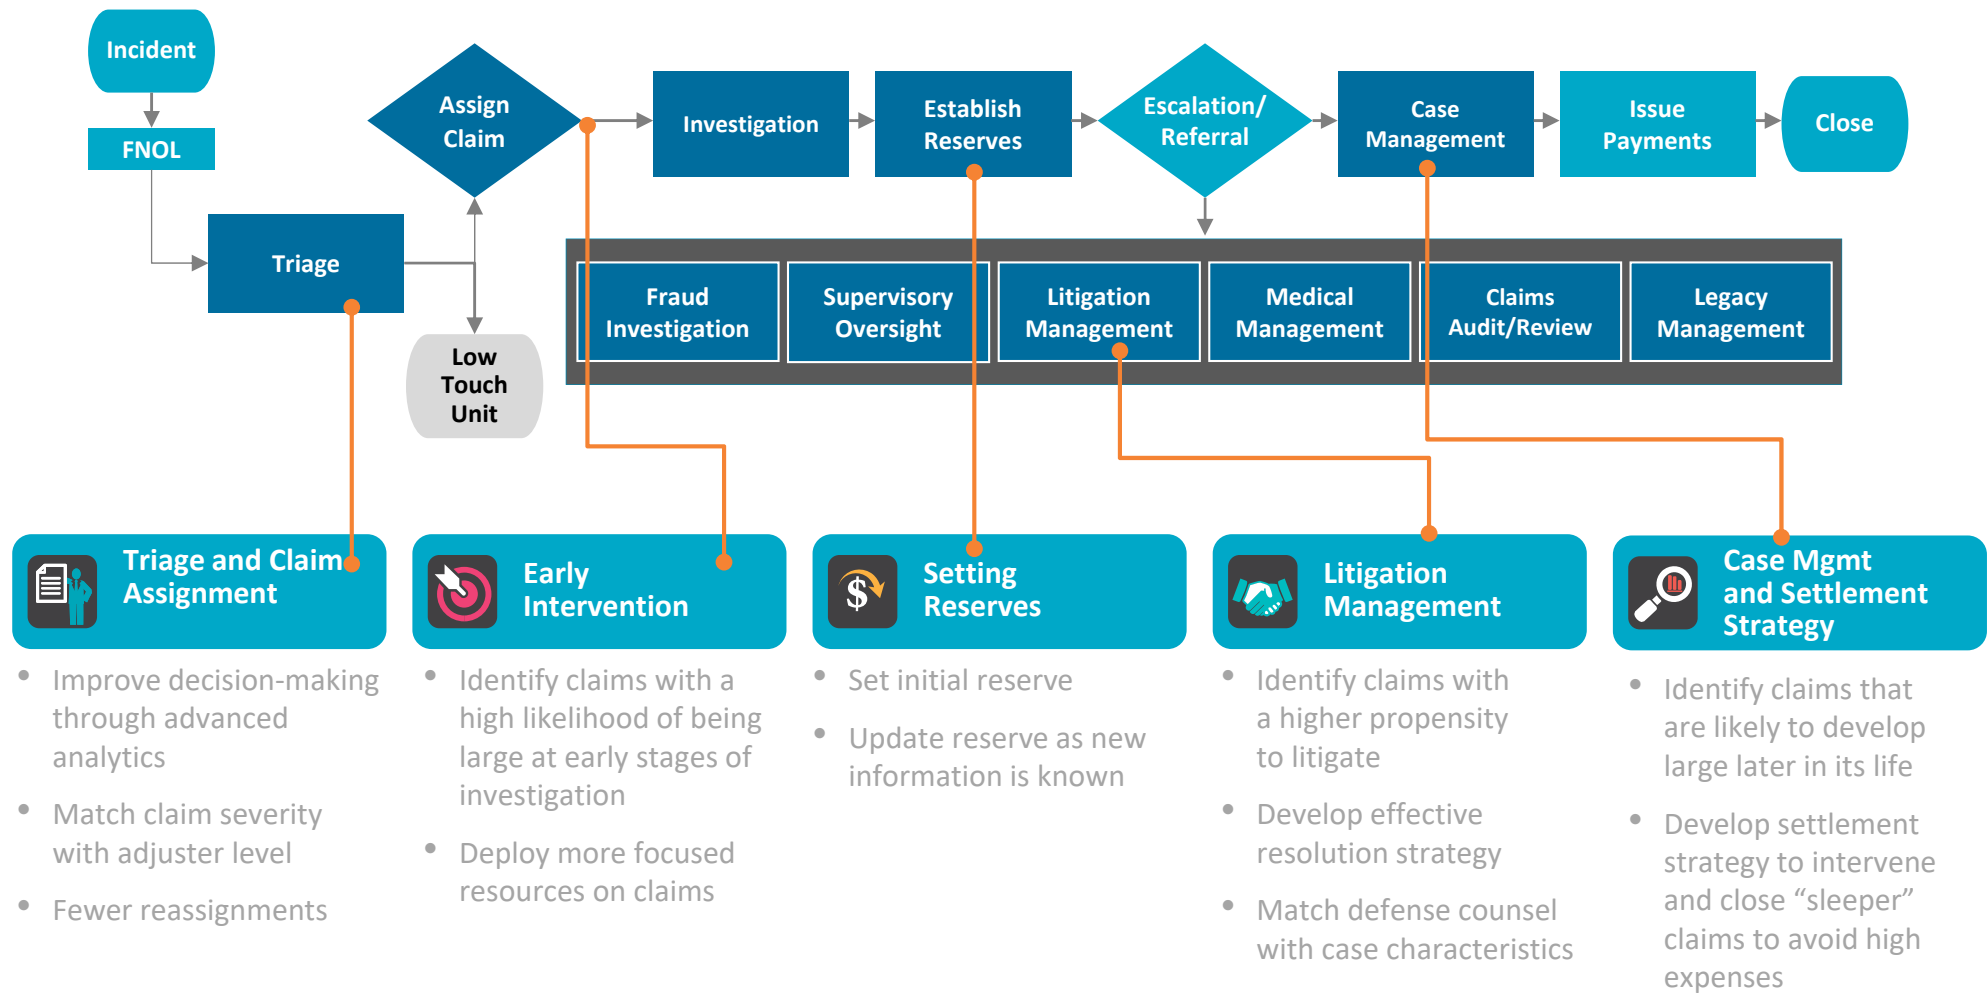 Incident
FNOL
Triage
Assign
Claim
Low
Touch
Unit
Investigation
Establish
Reserves
Escalation/
Referral
Case
Management
Issue
Payments
Close
Fraud
Investigation
Supervisory
Oversight
Litigation
Management
Medical
Management
Claims
Audit/Review
Legacy
Management
Triage and Claim
Assignment
• Improve decision-making
through advanced
analytics
• Match claim severity
with adjuster level
• Fewer reassignments
Early
Intervention
• Identify claims with a
high likelihood of being
large at early stages of
investigation
• Deploy more focused
resources on claims
$
Setting
Reserves
• Set initial reserve
• Update reserve as new
information is known
Litigation
Management
• Identify claims with
a higher propensity
to litigate
• Develop effective
resolution strategy
• Match defense counsel
with case characteristics
Case Mgmt
and Settlement
Strategy
• Identify claims that
are likely to develop
large later in its life
• Develop settlement
strategy to intervene
and close “sleeper”
claims to avoid high
expenses